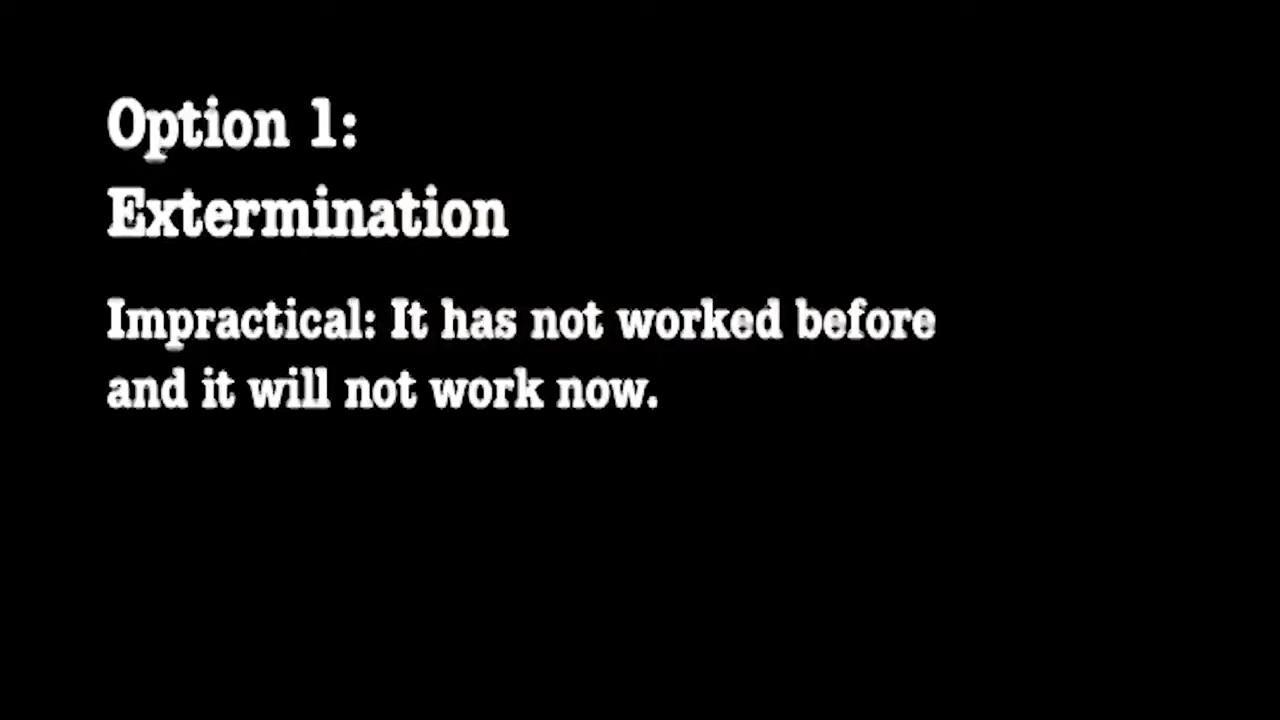 Option 1:
Extermination
Impractical: It has not worked before
and it will not work now.